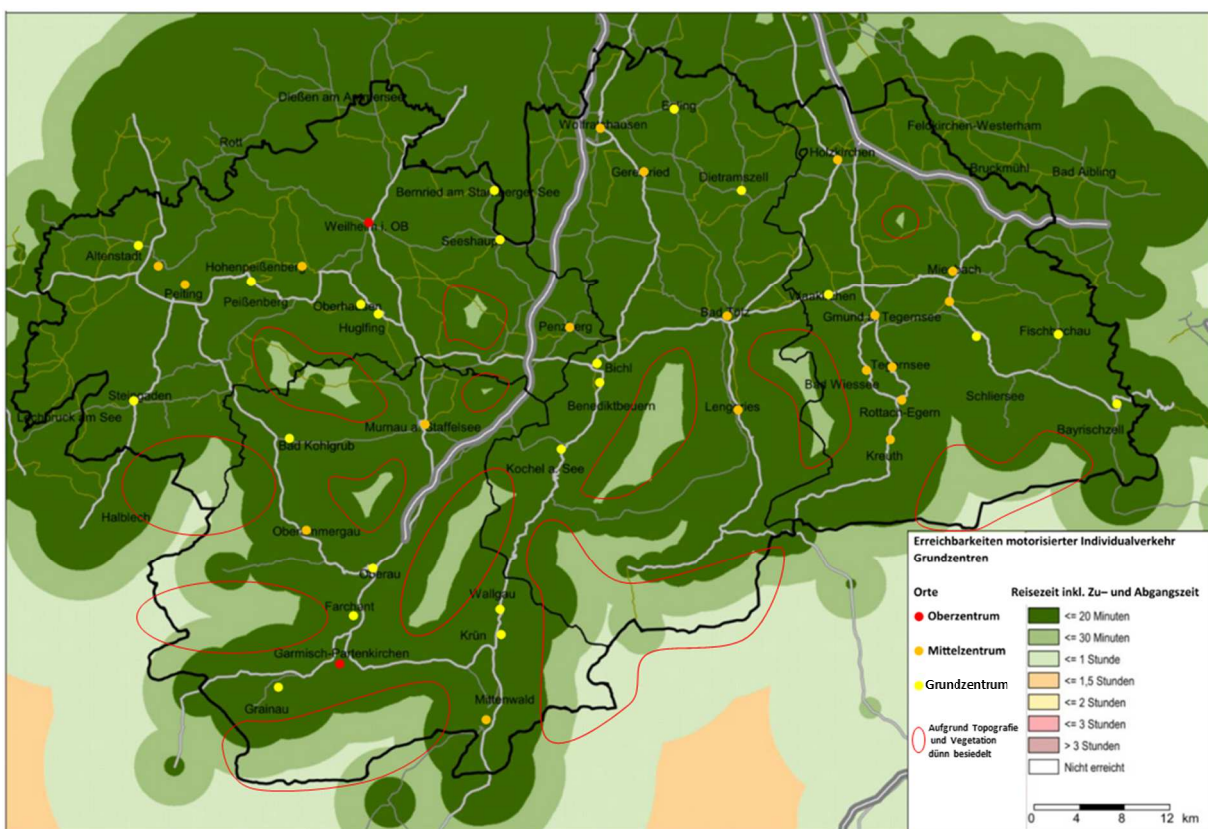 Dießen am Ammersee
Rott
Wolfratshausen
Egling
Feldkirchen-Westerham
Holzkirchen
Bruckmühl
Bad Aibling
Geretsried
Dietramszell
Bernried am Starnberger See
Weilheim i. OB
Seeshaupt
Altenstadt
Hohenpeißenberg
Peiting
Peißenberg
Oberhausen
Huglfing
Penzberg
Bad Tölz
Waakirchen
Miesbach
Gmund a. Tegernsee
Fischbachau
Bichl
Benediktbeuern
Tegernsee
Bad Wiessee
Rottach-Egern
Schliersee
Bayrischzell
Steingaden
Lechbruck am See
Murnau a. Staffelsee
Lenggries
Bad Kohlgrub
Kochel a. See
Kreuth
Halblech
Oberammergau
Oberau
Wallgau
Farchant
Krün
Garmisch-Partenkirchen
Grainau
Mittenwald
Erreichbarkeiten motorisierter Individualverkehr
Grundzentren
Orte
Oberzentrum
Mittelzentrum
Grundzentrum
Aufgrund Topografie
und Vegetation
dünn besiedelt
Reisezeit inkl. Zu– und Abgangszeit
<= 20 Minuten
<= 30 Minuten
<= 1 Stunde
<= 1,5 Stunden
<= 2 Stunden
<= 3 Stunden
> 3 Stunden
Nicht erreicht
0 4 8 12 km